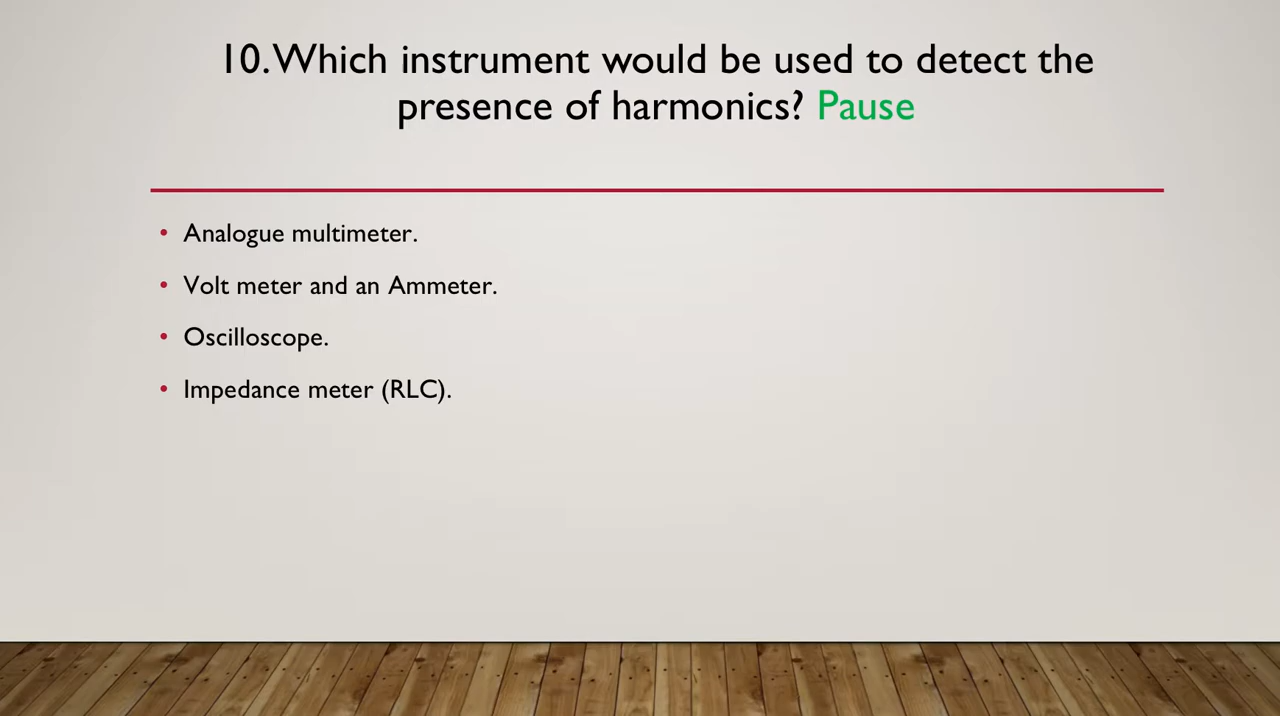 10. Which instrument would be used to detect the
presence of harmonics? Pause
• Analogue multimeter.
• Volt meter and an Ammeter.
• Oscilloscope.
• Impedance meter (RLC).